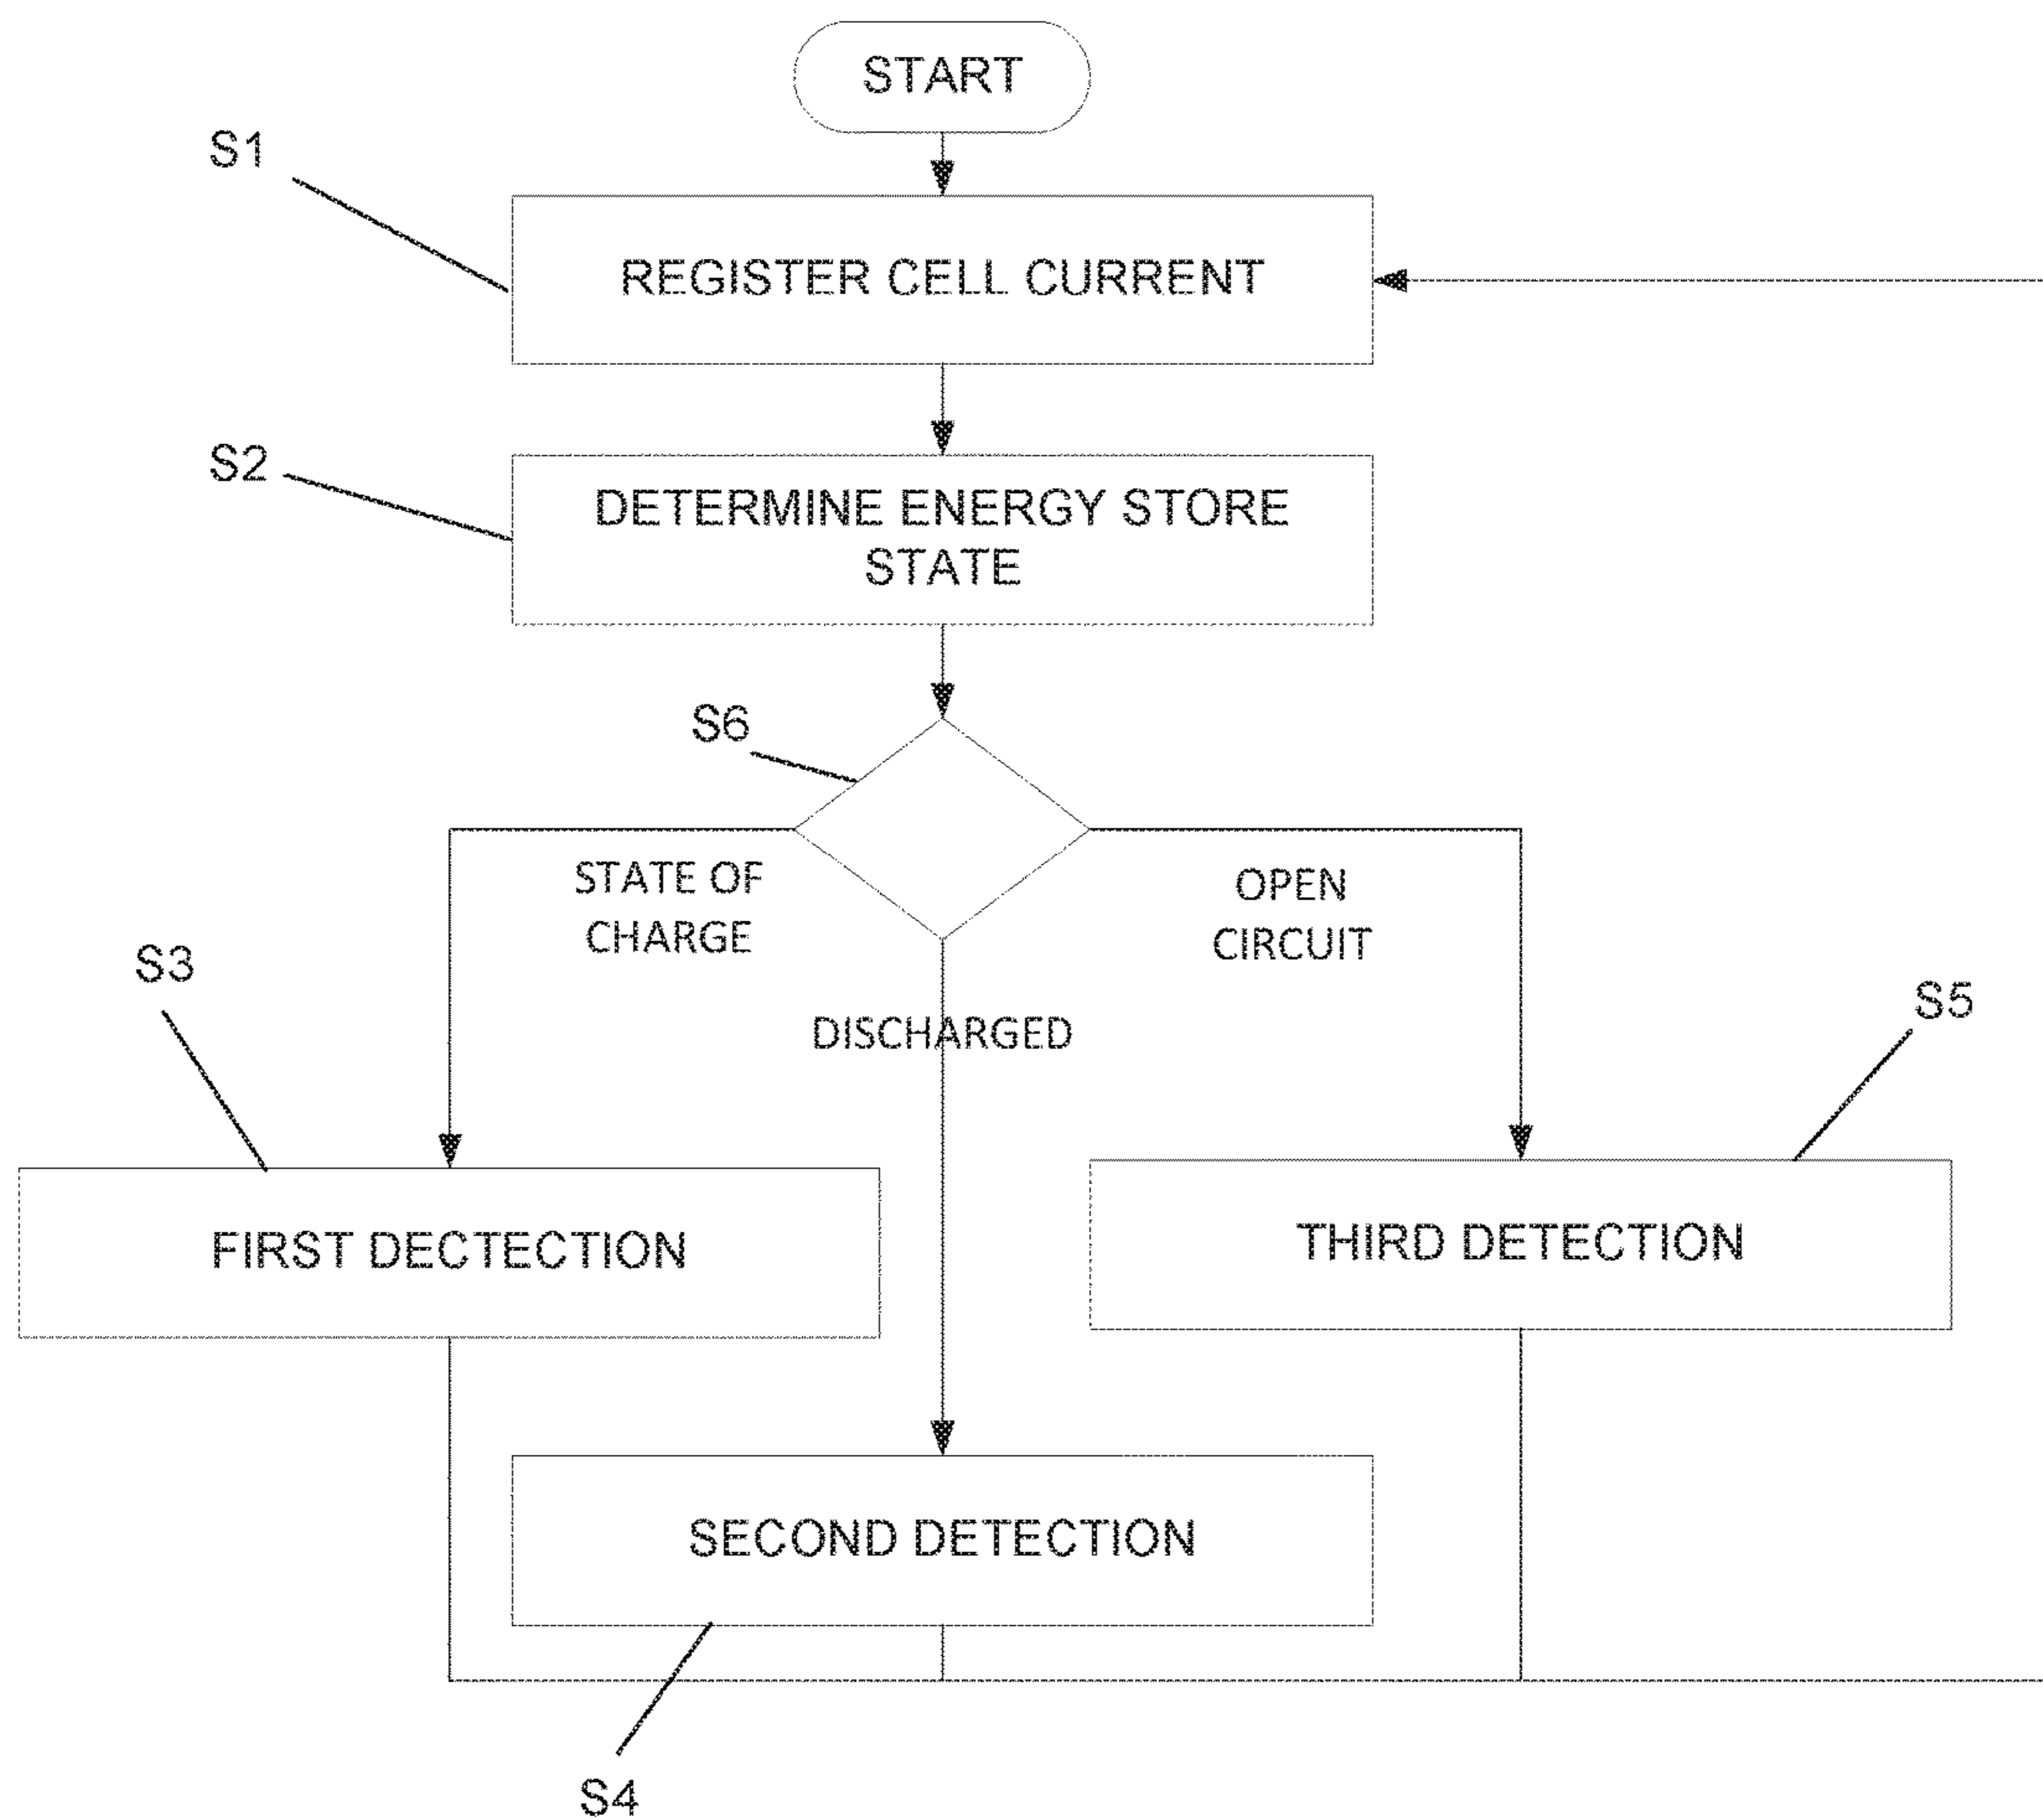 START
S1
REGISTER CELL CURRENT
S2
DETERMINE ENERGY STORE
STATE
S6
STATE OF
CHARGE
OPEN
CIRCUIT
DISCHARGED
S3
S5
FIRST DECTECTION
THIRD DETECTION
SECOND DETECTION
S4